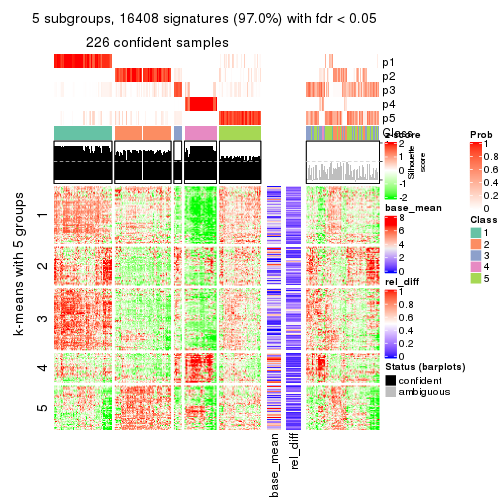 5 subgroups, 16408 signatures (97.0%) with fdr < 0.05
226 confident samples
p1
p2
p3
p4
p5
Class
z-score
2
1
0
-1
-2
Silhouette
score
base_mean
8
6
4
2
0
rel_diff
1
0.8
0.6
0.4
0.2
0
Prob
1
0.8
0.6
0.4
0.2
0
Class
1
2
3
4
5
Status (barplots)
confident
ambiguous
k-means with 5 groups
1
2
3
4
5
base_mean
rel_diff